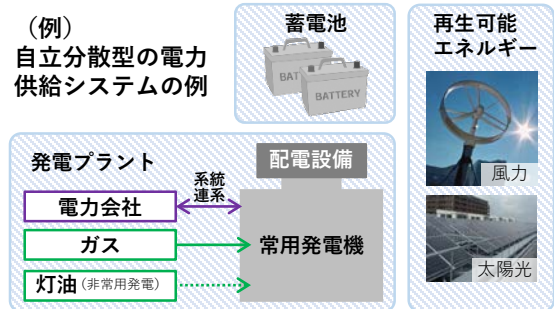 （例）
自立分散型の電力
供給システムの例
蓄電池
BATT
BATTERY
再生可能
エネルギー
風力
太陽光
発電プラント
配電設備
系統
連系
電力会社
ガス
常用発電機
灯油（非常用発電）